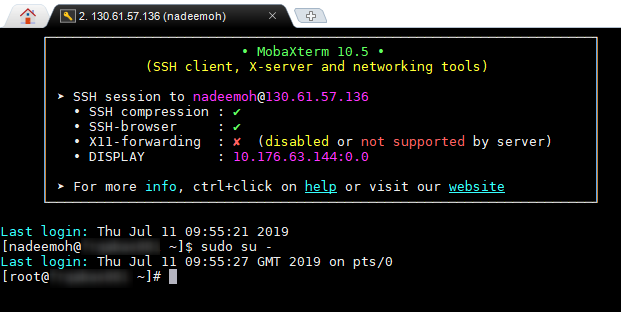 2. 130.61.57.136 (nadeemoh)
• MobaXterm 10.5 •
(SSH client, X-server and networking tools)
➤ SSH session to nadeemoh@130.61.57.136
• SSH compression : ✔
• SSH-browser : ✔
• X11-forwarding : ✘ (disabled or not supported by server)
• DISPLAY : 10.176.63.144:0.0
➤ For more info, ctrl+click on help or visit our website
Last login: Thu Jul 11 09:55:21 2019
[nadeemoh@ ~]$ sudo su -
Last login: Thu Jul 11 09:55:27 GMT 2019 on pts/0
[root@ ~]#